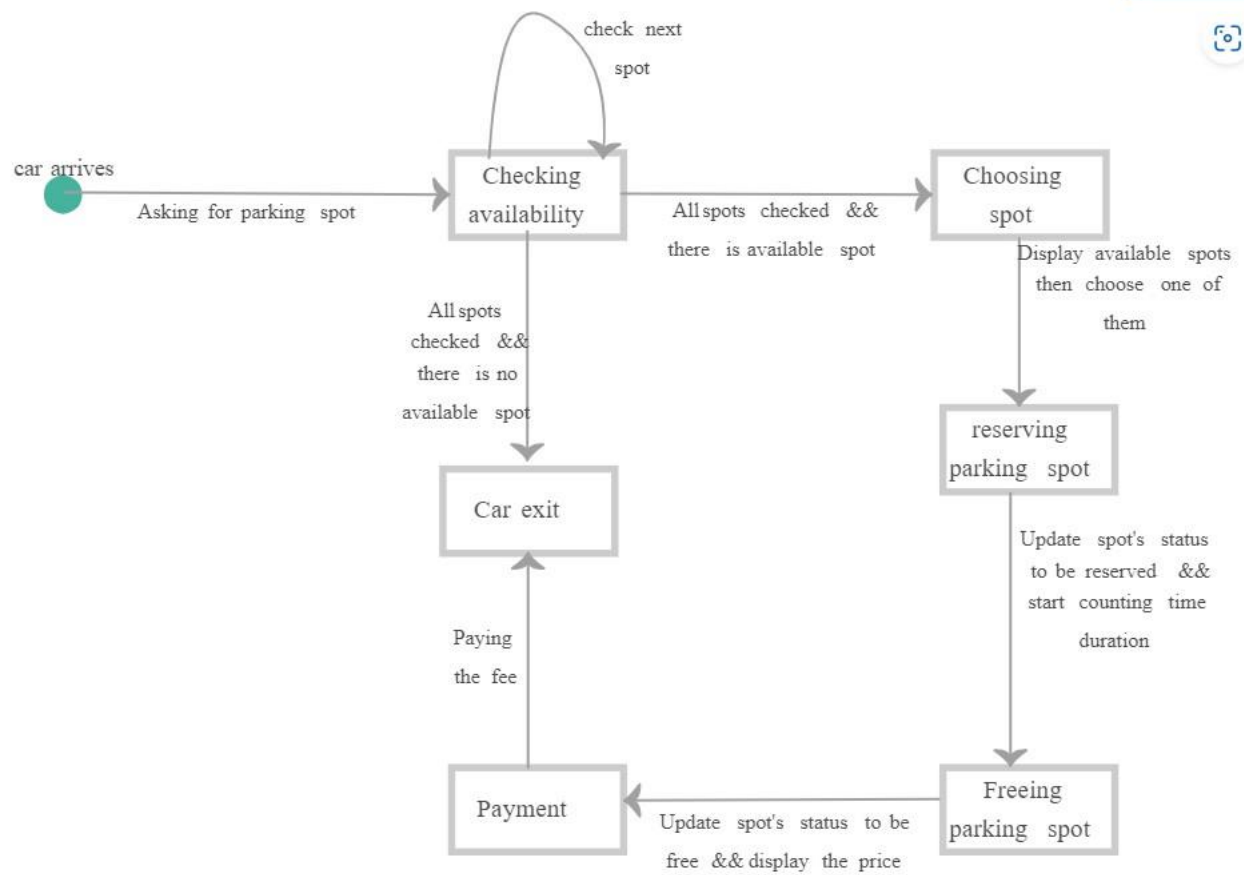 check next
spot
car arrives
Asking for parking spot
Checking
availability
All spots checked &&
there is available spot
Choosing
spot
Display available spots
then choose one of
them
All spots
checked &&
there is no
available spot
reserving
parking spot
Car exit
Update spot's status
to be reserved &&
start counting time
duration
Paying
the fee
Payment
Update spot's status to be
free && display the price
Freeing
parking spot